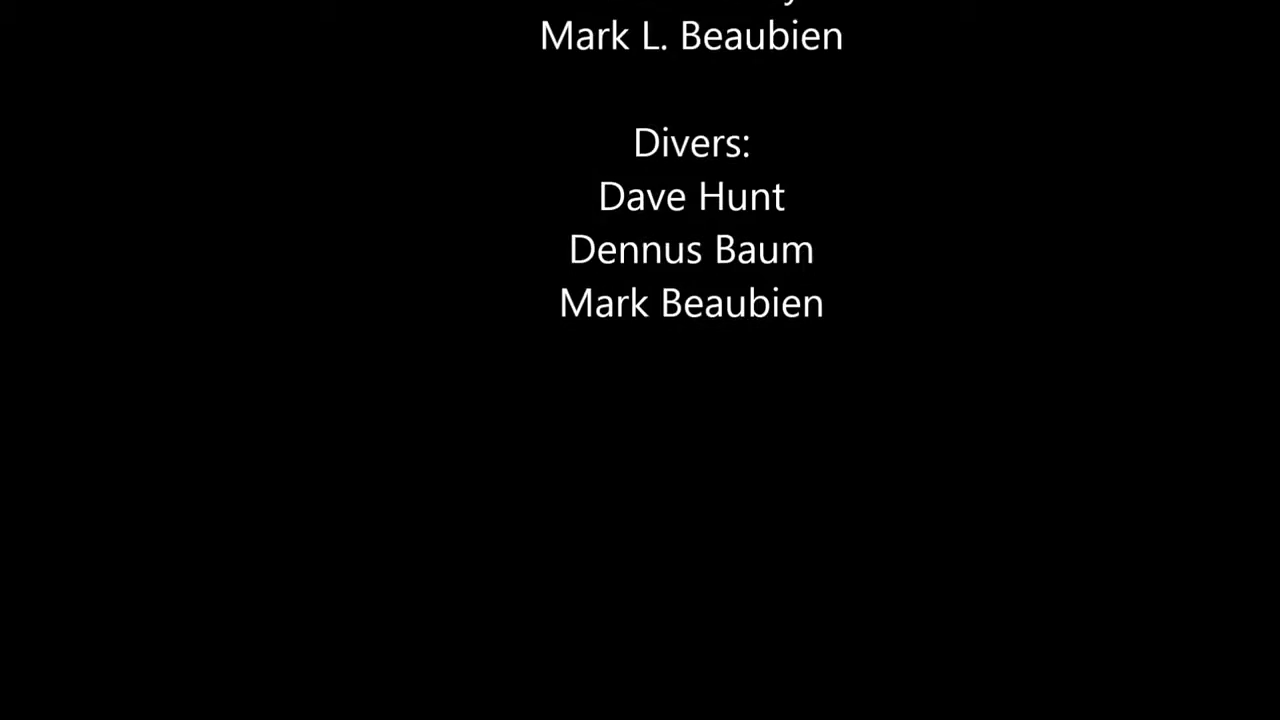 Mark L. Beaubien
Divers:
Dave Hunt
Dennus Baum
Mark Beaubien